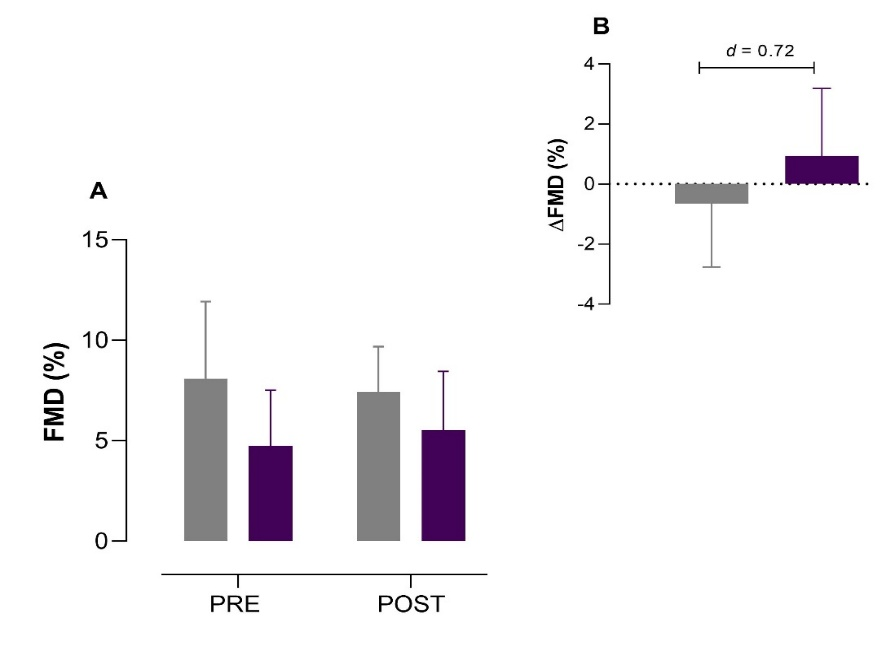 A
FMD (%)
15
10
5
0
PRE
POST
B
d = 0.72
ΔFMD (%)
4
2
0
-2
-4